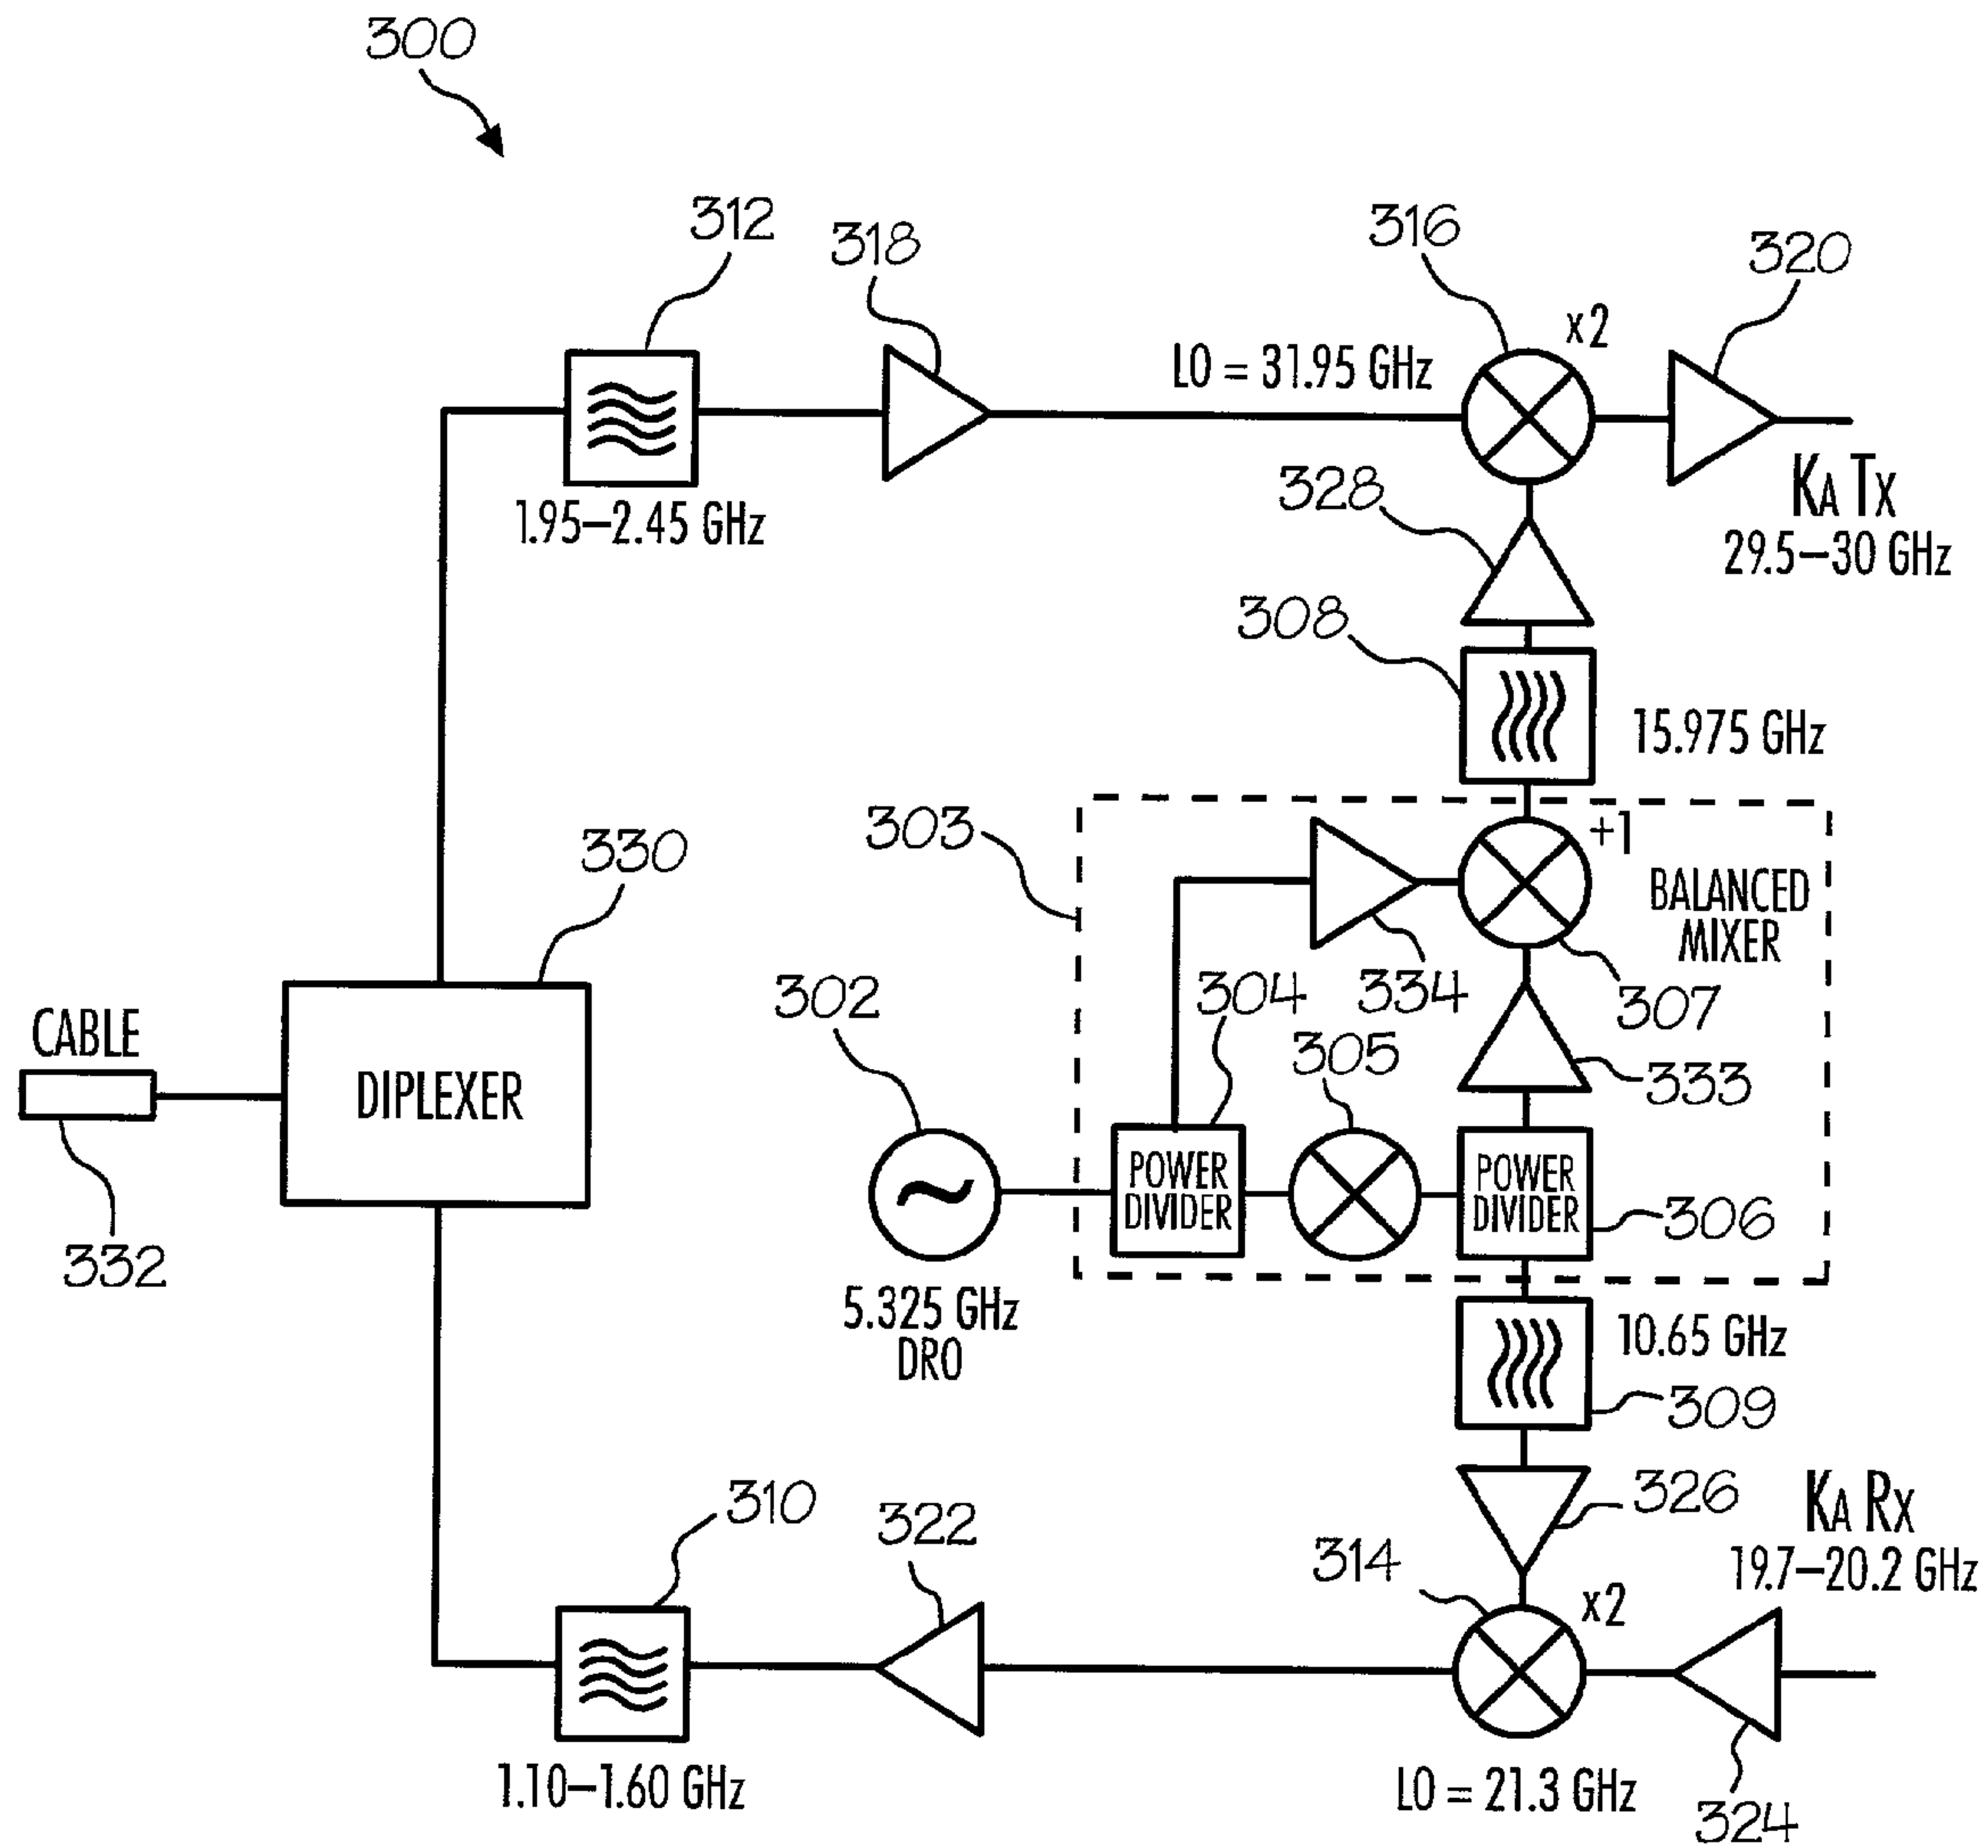 300
312
318
316
320
x2
LO = 31.95 GHz
1.95–2.45 GHz
328
KA TX
29.5–30 GHz
308
15.975 GHz
303
+1
BALANCED
MIXER
330
334
304
307
302
305
333
CABLE
DIPLEXER
POWER
DIVIDER
POWER
DIVIDER
306
332
5.325 GHz
DRO
10.65 GHz
309
310
322
326
KA RX
19.7–20.2 GHz
314
x2
1.10–1.60 GHz
LO = 21.3 GHz
324